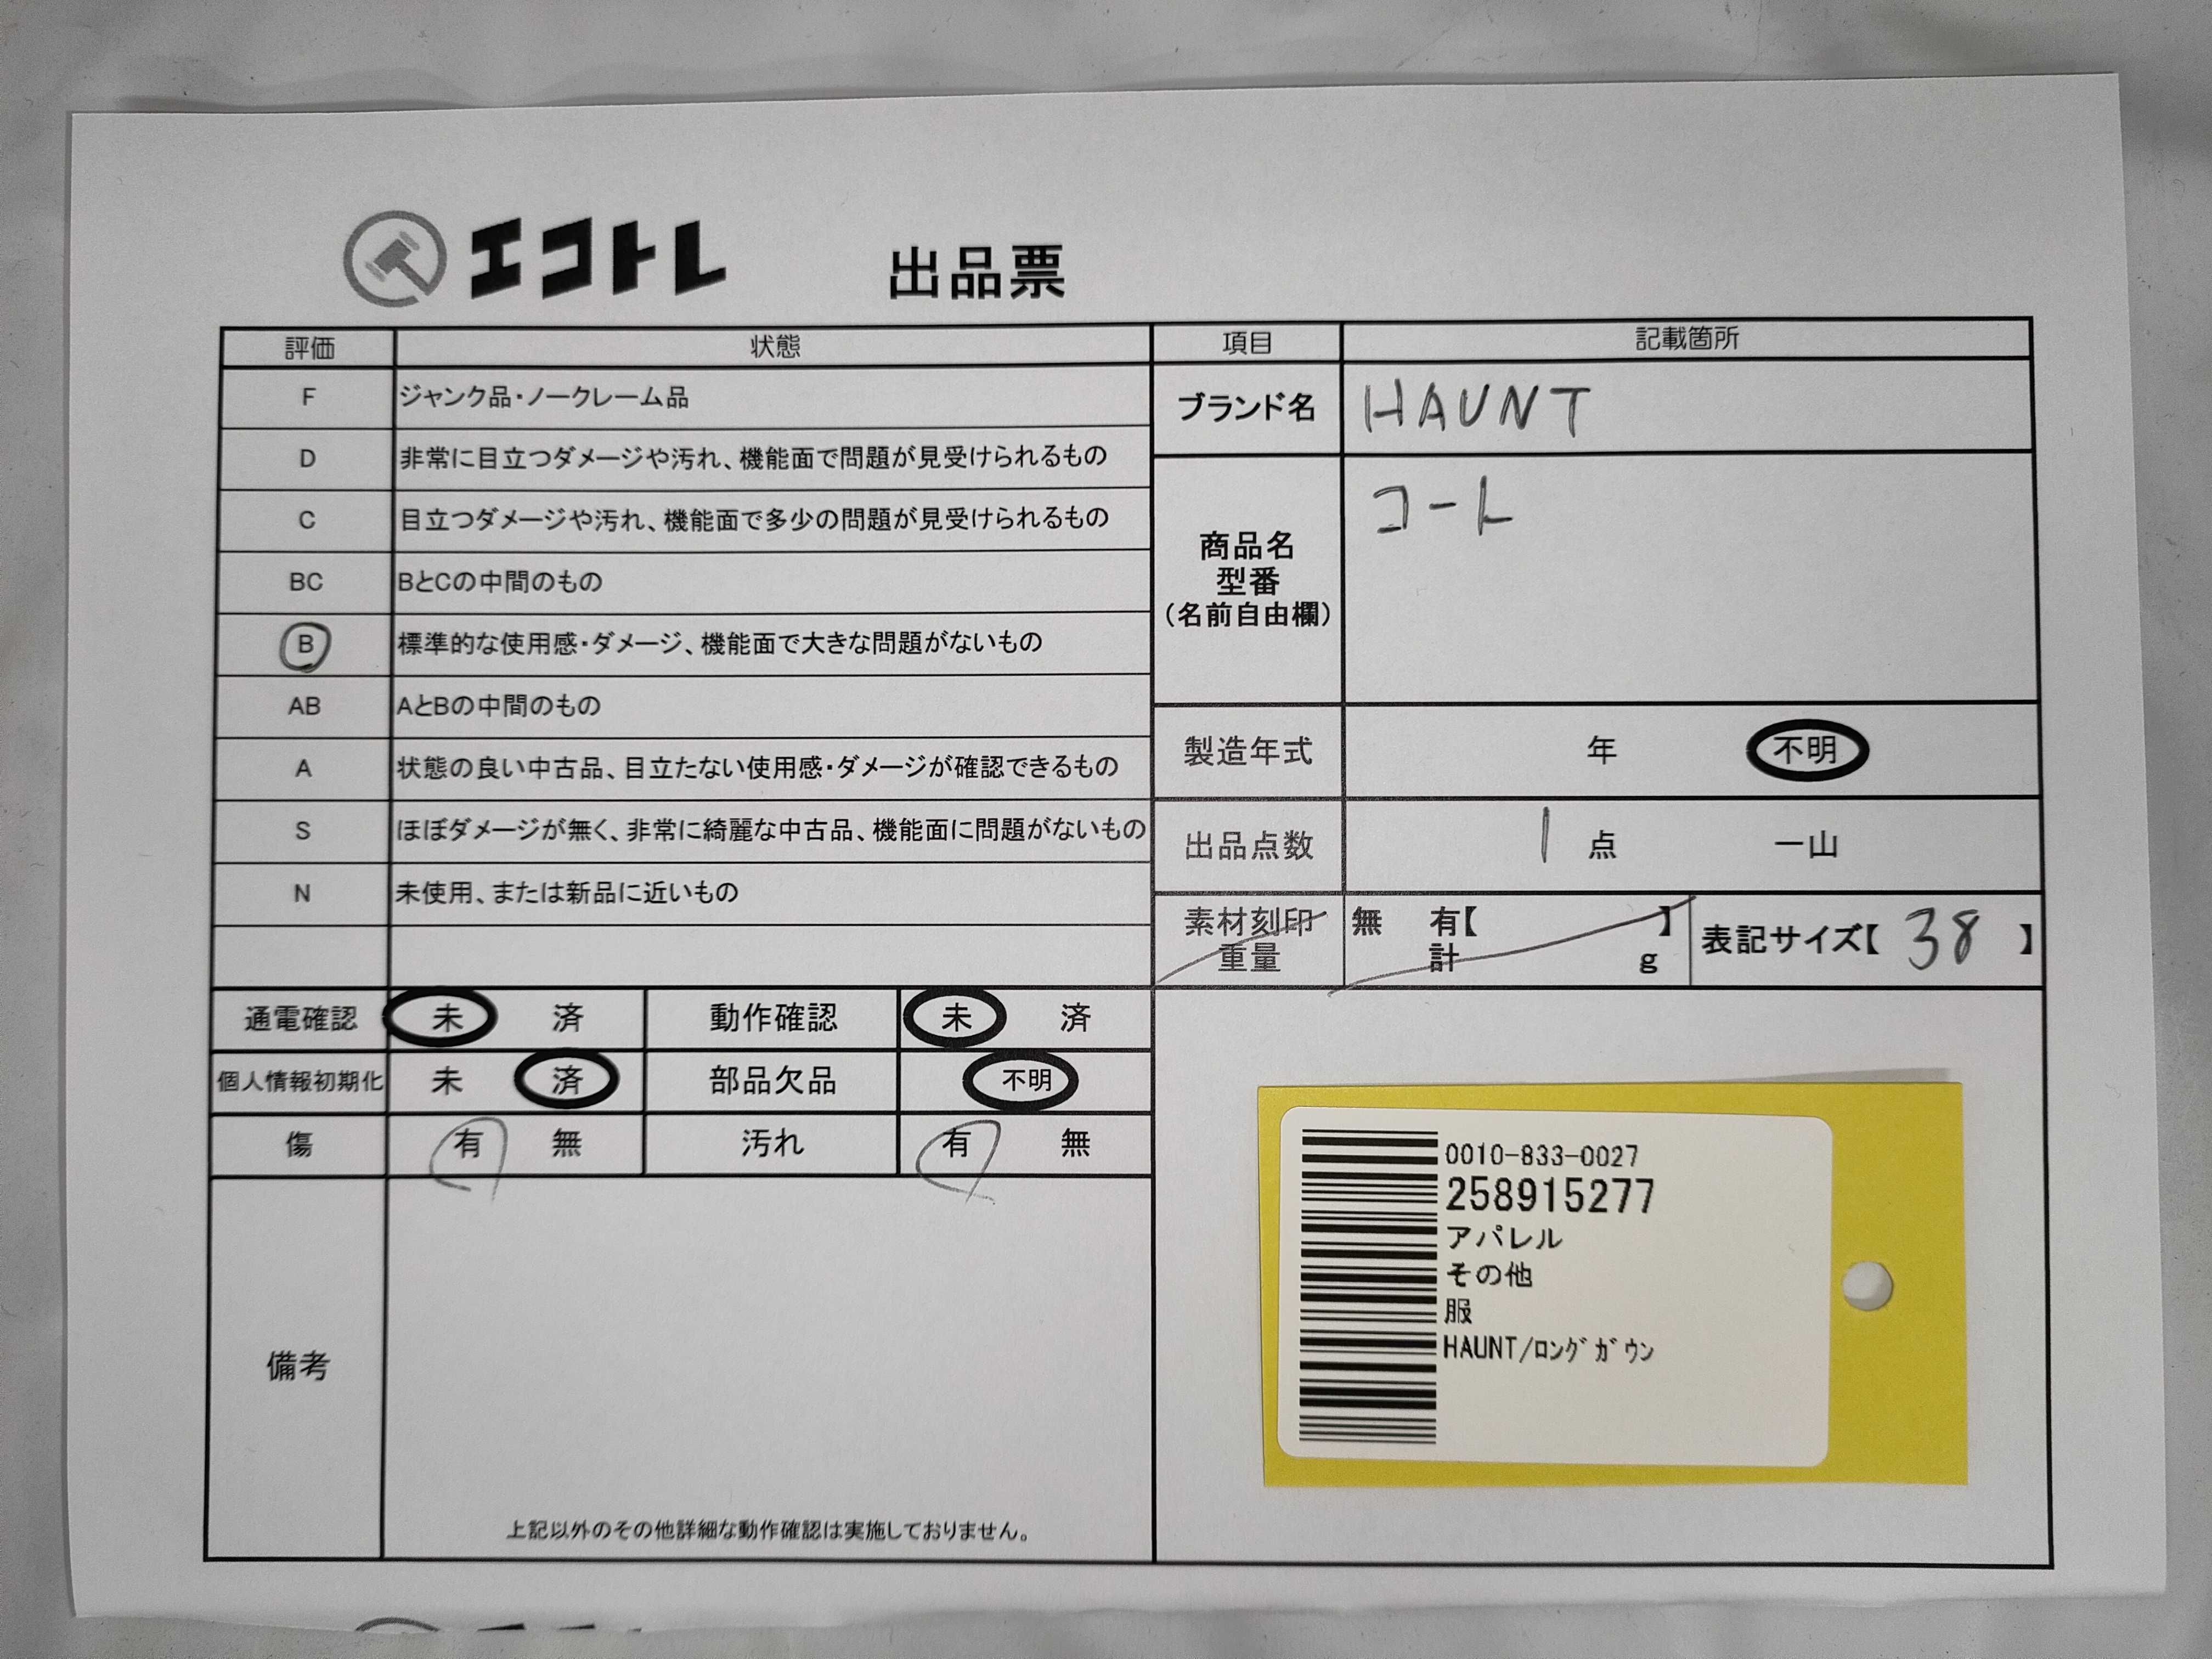 エコトレ 出品票
評価 状態
F ジャンク品・ノークレーム品
D 非常に目立つダメージや汚れ、機能面で問題が見受けられるもの
C 目立つダメージや汚れ、機能面で多少の問題が見受けられるもの
BC BとCの中間のもの
B 標準的な使用感・ダメージ、機能面で大きな問題がないもの
AB AとBの中間のもの
A 状態の良い中古品、目立たない使用感・ダメージが確認できるもの
S ほぼダメージが無く、非常に綺麗な中古品、機能面に問題がないもの
N 未使用、または新品に近いもの
項目 記載箇所
ブランド名 HAUNT
商品名
型番
(名前自由欄)
コート
製造年式 年 不明
出品点数 1 点 一山
素材刻印 無 有【 】
重量 計 g
表記サイズ【 38 】
通電確認 未 済 動作確認 未 済
個人情報初期化 未 済 部品欠品 不明
傷 有 無 汚れ 有 無
備考
上記以外のその他詳細な動作確認は実施しておりません。
0010-833-0027
258915277
アパレル
その他
服
HAUNT/ﾛﾝｸﾞｶﾞｳﾝ